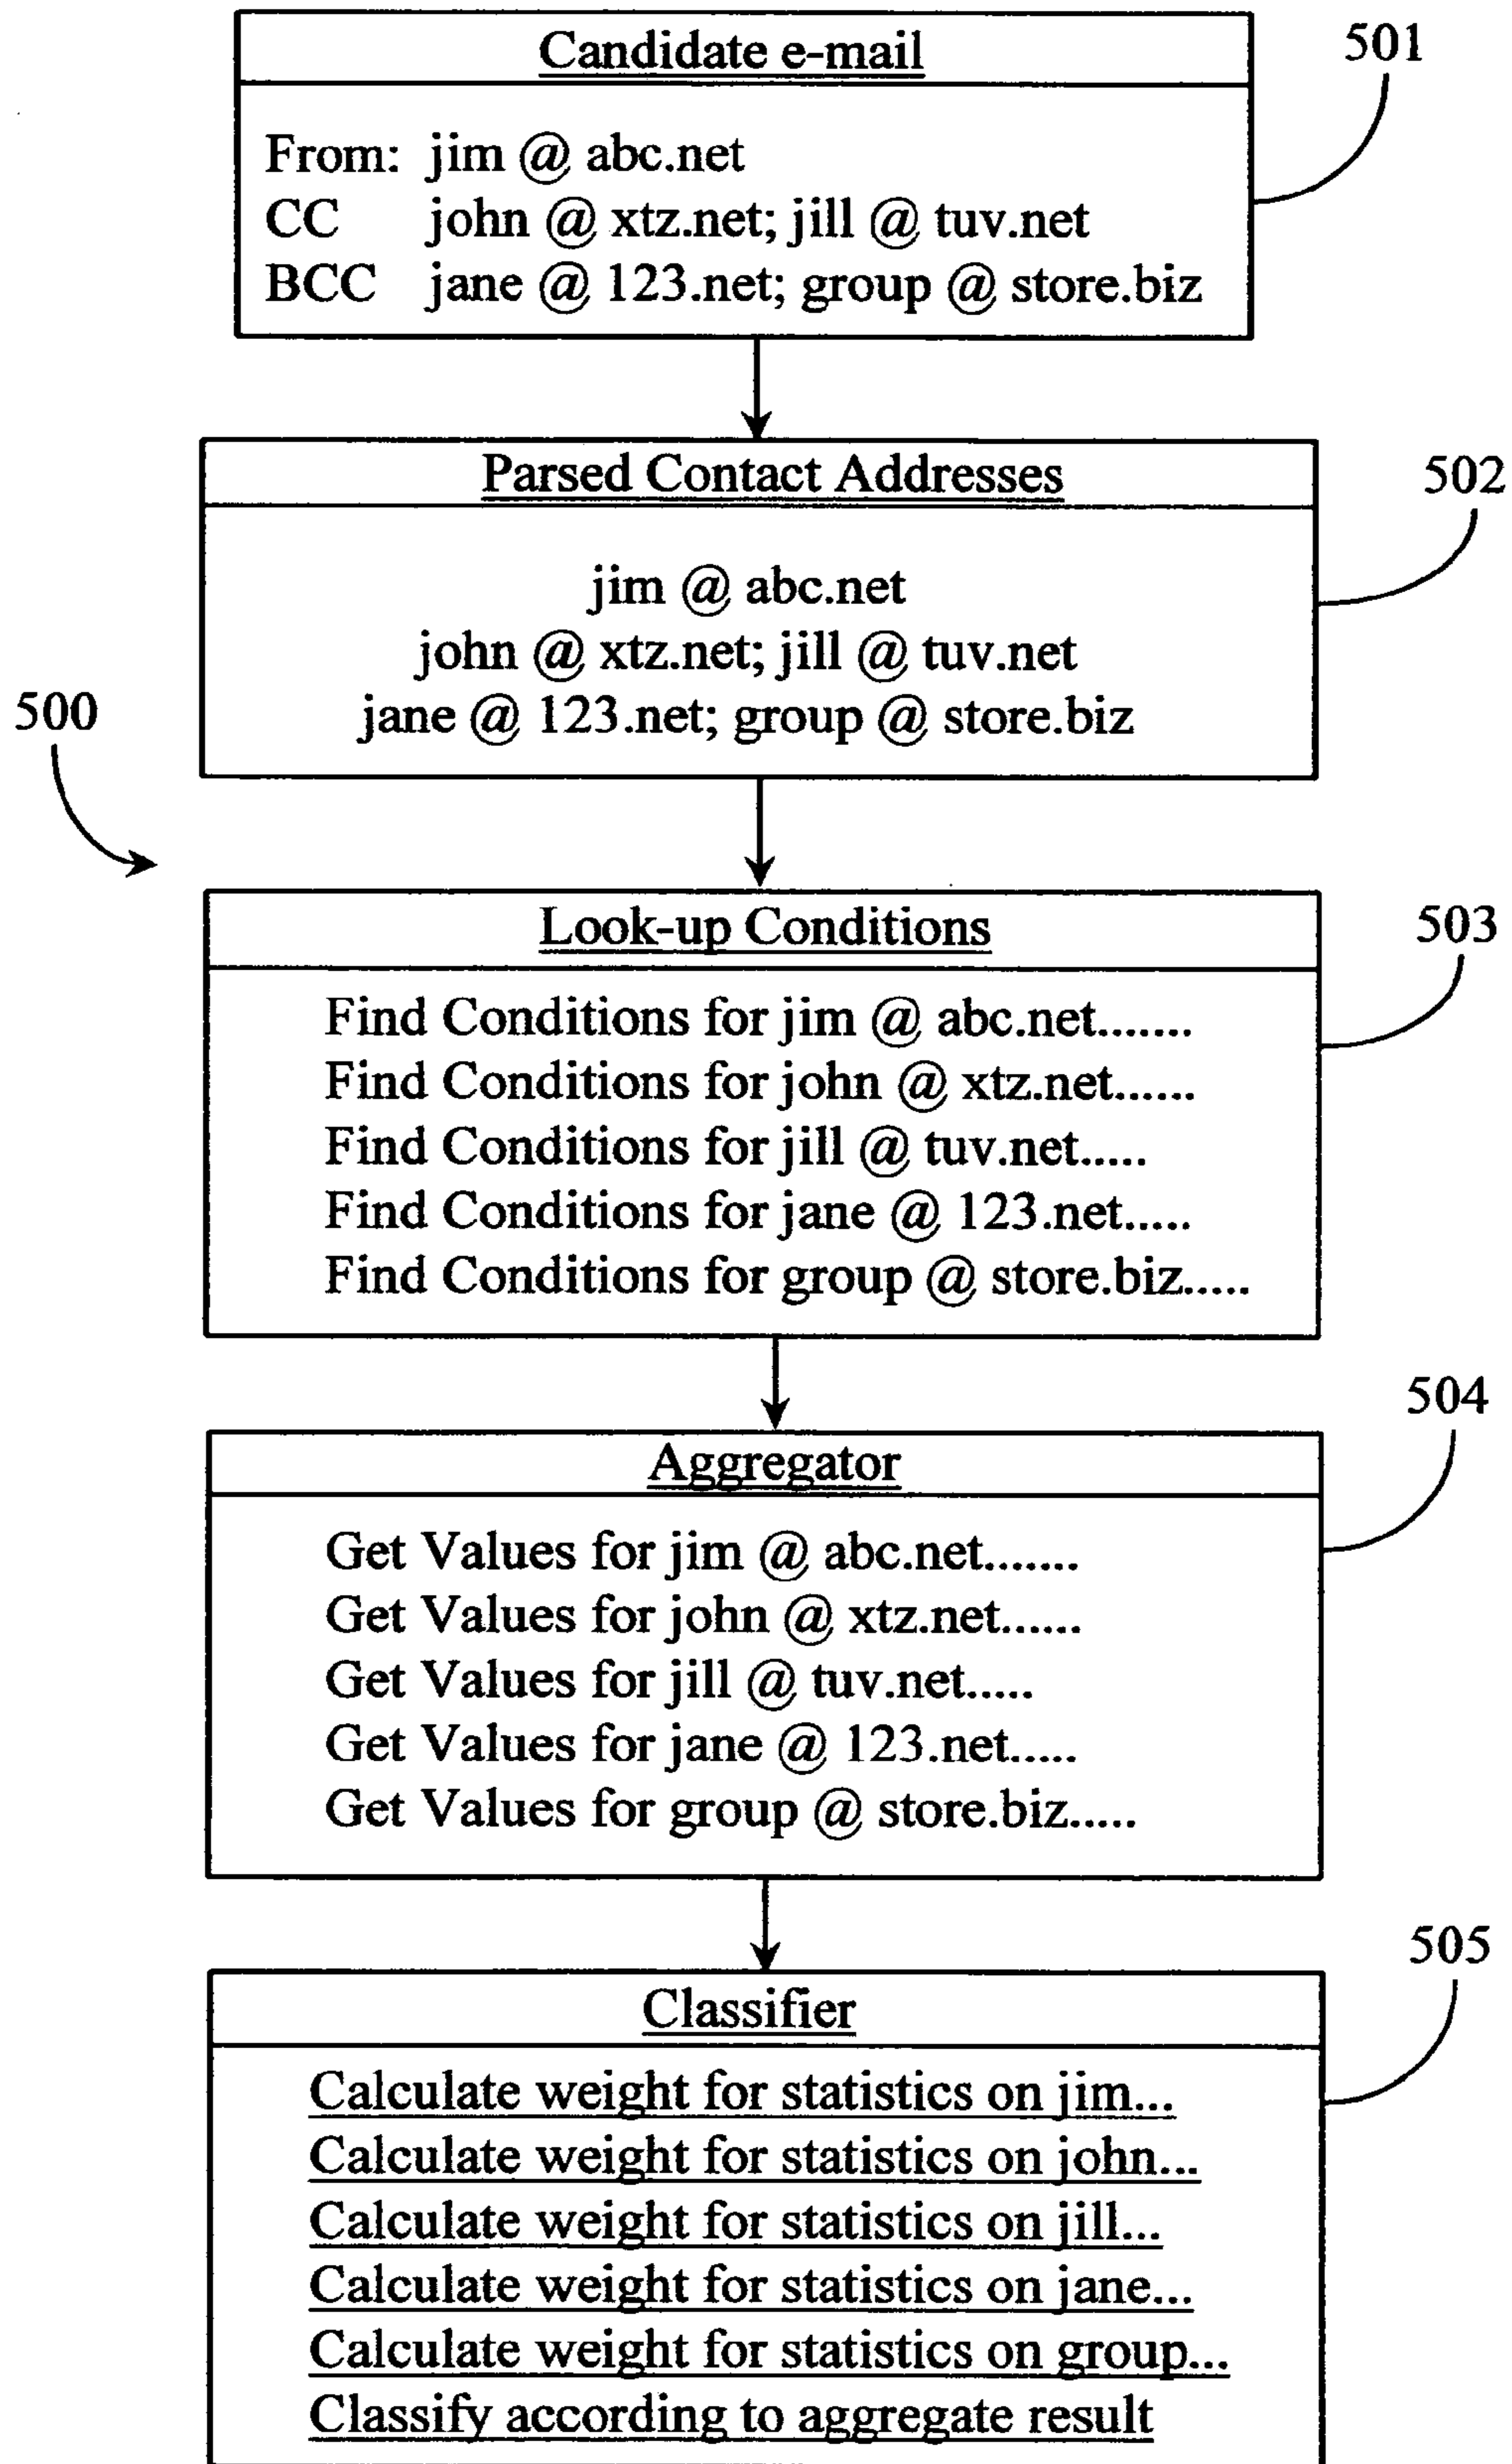 Candidate e-mail
501
From: jim @ abc.net
CC john @ xtz.net; jill @ tuv.net
BCC jane @ 123.net; group @ store.biz
Parsed Contact Addresses
502
jim @ abc.net
john @ xtz.net; jill @ tuv.net
jane @ 123.net; group @ store.biz
500
Look-up Conditions
503
Find Conditions for jim @ abc.net.......
Find Conditions for john @ xtz.net......
Find Conditions for jill @ tuv.net.....
Find Conditions for jane @ 123.net.....
Find Conditions for group @ store.biz.....
504
Aggregator
Get Values for jim @ abc.net.......
Get Values for john @ xtz.net......
Get Values for jill @ tuv.net.....
Get Values for jane @ 123.net.....
Get Values for group @ store.biz.....
505
Classifier
Calculate weight for statistics on jim...
Calculate weight for statistics on john...
Calculate weight for statistics on jill...
Calculate weight for statistics on jane...
Calculate weight for statistics on group...
Classify according to aggregate result